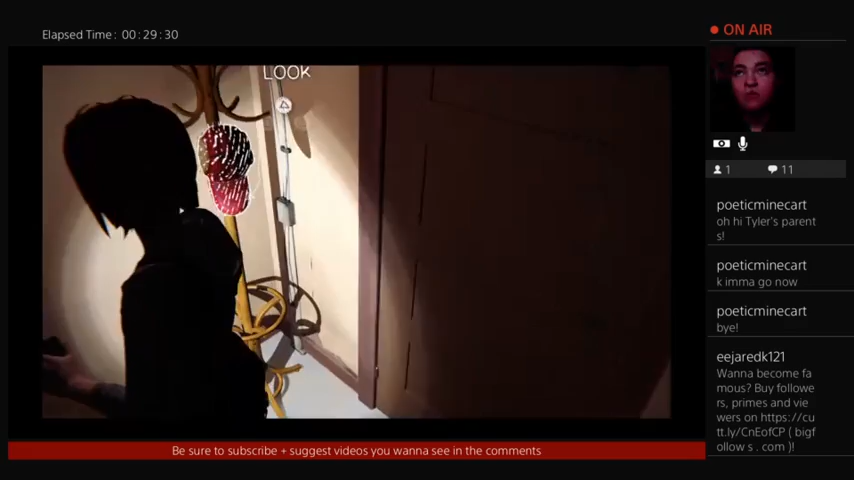 Elapsed Time: 00:29:30
ON AIR
LOOK
1
11
poeticminecart
oh hi Tyler's parent
s!
poeticminecart
k imma go now
poeticminecart
bye!
eejaredk121
Wanna become fa
mous? Buy followe
rs, primes and vie
wers on https://cu
tt.ly/CnEofCP ( bigf
ollow s . com )!
Be sure to subscribe + suggest videos you wanna see in the comments